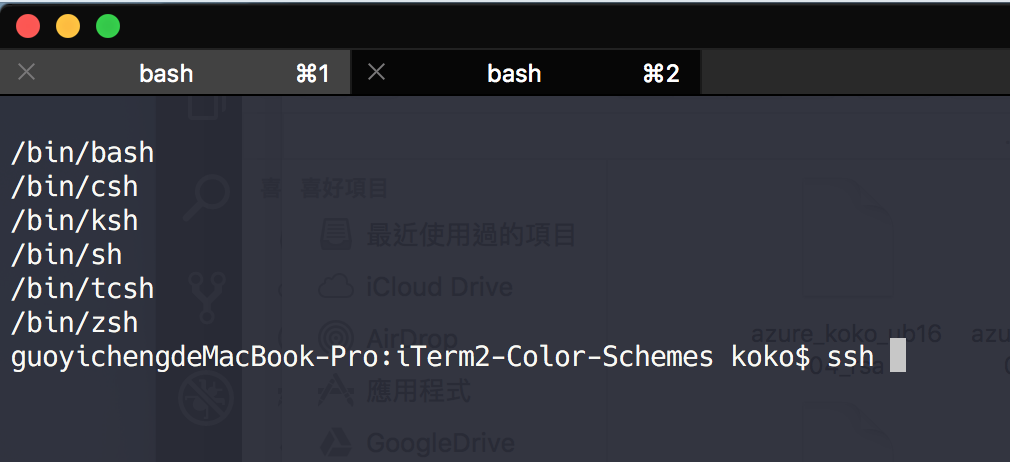 bash ⌘1 bash ⌘2
/bin/bash
/bin/csh
/bin/ksh
/bin/sh
/bin/tcsh
/bin/zsh
guoyichengdeMacBook-Pro:iTerm2-Color-Schemes koko$ ssh
喜好項目
最近使用過的項目
iCloud Drive
AirDrop
應用程式
GoogleDrive
azure_koko_ub16
04_rsa